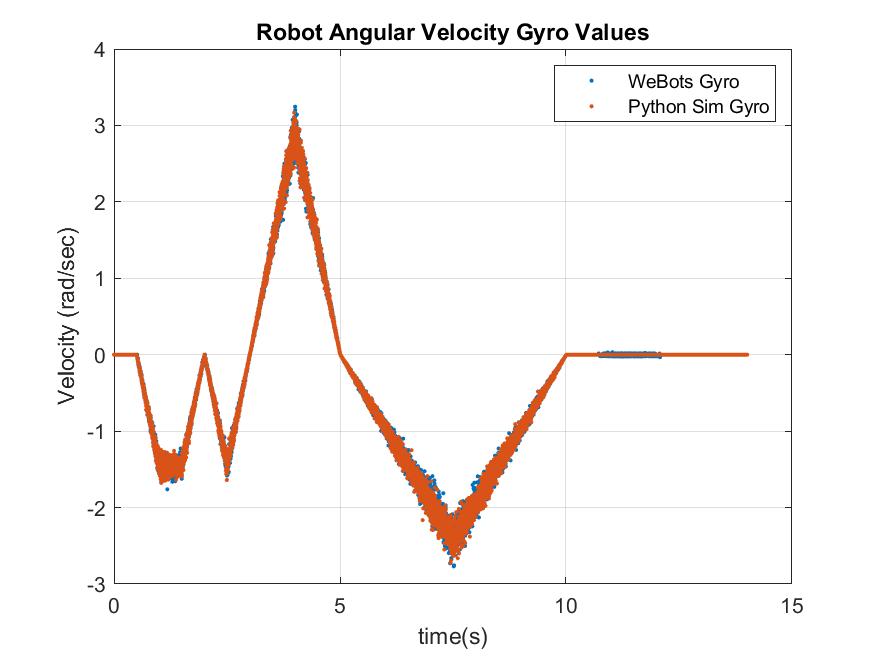 Robot Angular Velocity Gyro Values
WeBots Gyro
Python Sim Gyro
Velocity (rad/sec)
4
3
2
1
0
-1
-2
-3
0
5
10
15
time(s)